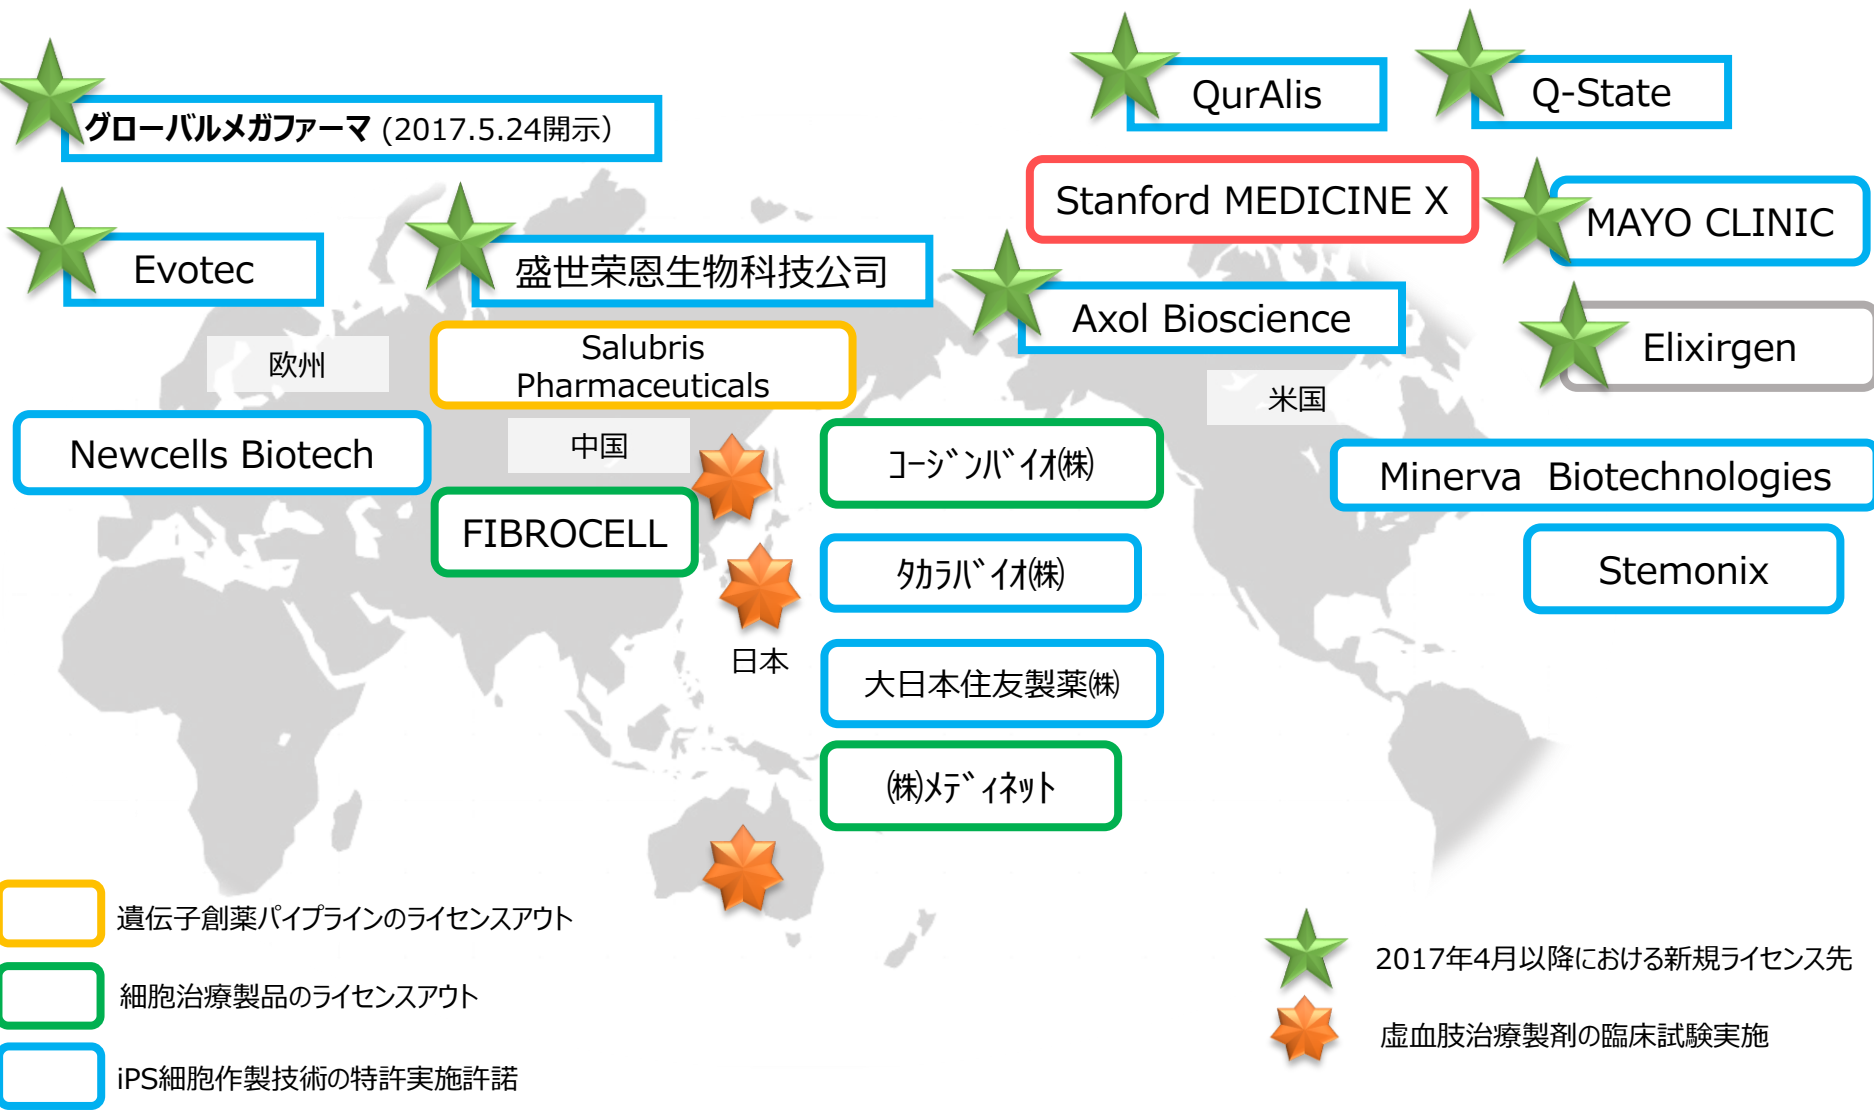 QurAlis
Q-State
グローバルメガファーマ (2017.5.24開示)
Stanford MEDICINE X
MAYO CLINIC
Evotec
盛世荣恩生物科技公司
Axol Bioscience
Elixirgen
欧州
Salubris
Pharmaceuticals
米国
Newcells Biotech
中国
ｺｰｼﾞﾝﾊﾞｲｵ㈱
Minerva Biotechnologies
FIBROCELL
ﾀｶﾗﾊﾞｲｵ㈱
Stemonix
日本
大日本住友製薬㈱
㈱ﾒﾃﾞｨﾈｯﾄ
遺伝子創薬パイプラインのライセンスアウト
細胞治療製品のライセンスアウト
iPS細胞作製技術の特許実施許諾
2017年4月以降における新規ライセンス先
虚血肢治療製剤の臨床試験実施